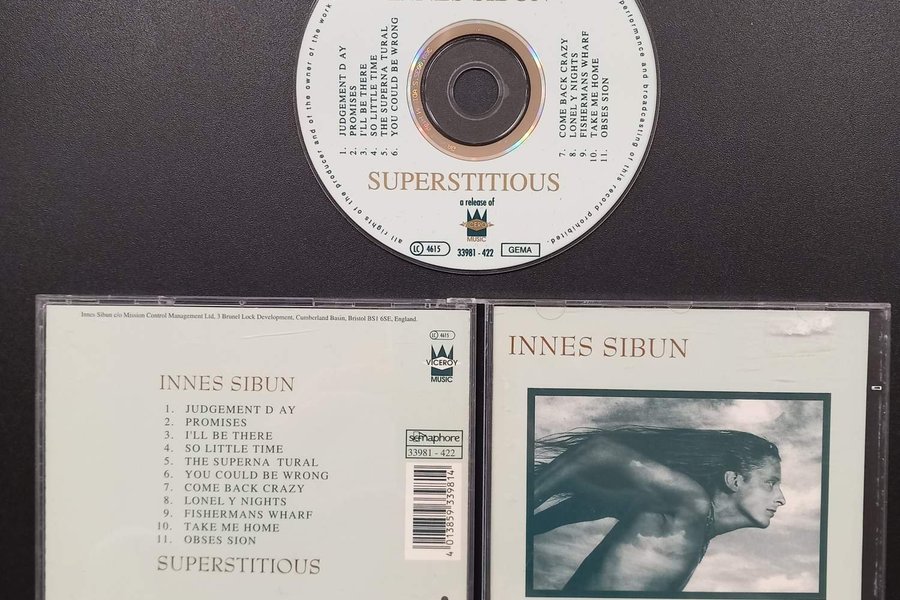 INNES SIBUN
all rights of the producer and of the owner of the work
performance and broadcasting of this record prohibited.
1. JUDGEMENT D AY
2. PROMISES
3. I'LL BE THERE
4. SO LITTLE TIME
5. THE SUPERNA TURAL
6. YOU COULD BE WRONG
7. COME BACK CRAZY
8. LONEL Y NIGHTS
9. FISHERMANS WHARF
10. TAKE ME HOME
11. OBSES SION
SUPERSTITIOUS
a release of
VICEROY
MUSIC
LC 4615
33981 - 422
GEMA
Innes Sibun c/o Mission Control Management Ltd, 3 Brunel Lock Development, Cumberland Basin, Bristol BS1 6SE, England.
LC 4615
VICEROY
MUSIC
INNES SIBUN
1. JUDGEMENT D AY
2. PROMISES
3. I'LL BE THERE
4. SO LITTLE TIME
5. THE SUPERNA TURAL
6. YOU COULD BE WRONG
7. COME BACK CRAZY
8. LONEL Y NIGHTS
9. FISHERMANS WHARF
10. TAKE ME HOME
11. OBSES SION
SUPERSTITIOUS
semaphore
33981 - 422
4 013859 339814
INNES SIBUN